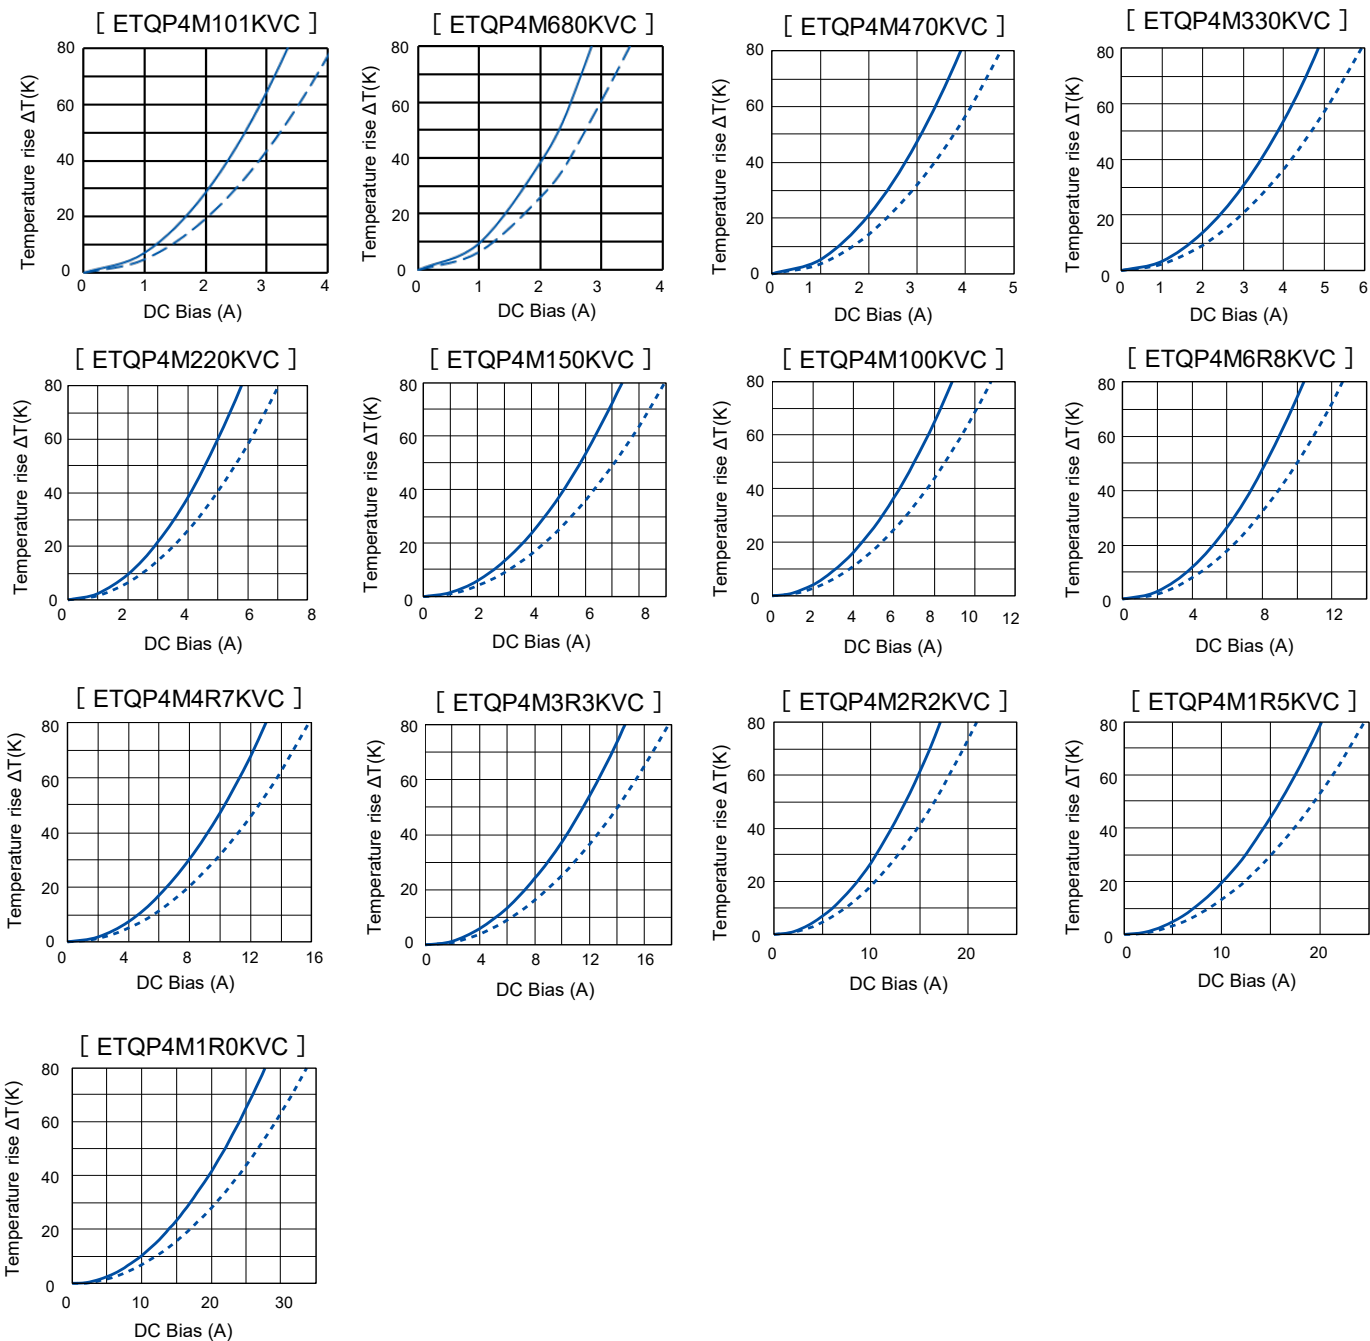 [ ETQP4M101KVC ]
Temperature rise ΔT(K)
80
60
40
20
0
0 1 2 3 4
DC Bias (A)
[ ETQP4M680KVC ]
Temperature rise ΔT(K)
80
60
40
20
0
0 1 2 3 4
DC Bias (A)
[ ETQP4M470KVC ]
Temperature rise ΔT(K)
80
60
40
20
0
0 1 2 3 4 5
DC Bias (A)
[ ETQP4M330KVC ]
Temperature rise ΔT(K)
80
60
40
20
0
0 1 2 3 4 5 6
DC Bias (A)
[ ETQP4M220KVC ]
Temperature rise ΔT(K)
80
60
40
20
0
0 2 4 6 8
DC Bias (A)
[ ETQP4M150KVC ]
Temperature rise ΔT(K)
80
60
40
20
0
0 2 4 6 8
DC Bias (A)
[ ETQP4M100KVC ]
Temperature rise ΔT(K)
80
60
40
20
0
0 2 4 6 8 10 12
DC Bias (A)
[ ETQP4M6R8KVC ]
Temperature rise ΔT(K)
80
60
40
20
0
0 4 8 12
DC Bias (A)
[ ETQP4M4R7KVC ]
Temperature rise ΔT(K)
80
60
40
20
0
0 4 8 12 16
DC Bias (A)
[ ETQP4M3R3KVC ]
Temperature rise ΔT(K)
80
60
40
20
0
0 4 8 12 16
DC Bias (A)
[ ETQP4M2R2KVC ]
Temperature rise ΔT(K)
80
60
40
20
0
0 10 20
DC Bias (A)
[ ETQP4M1R5KVC ]
Temperature rise ΔT(K)
80
60
40
20
0
0 10 20
DC Bias (A)
[ ETQP4M1R0KVC ]
Temperature rise ΔT(K)
80
60
40
20
0
0 10 20 30
DC Bias (A)